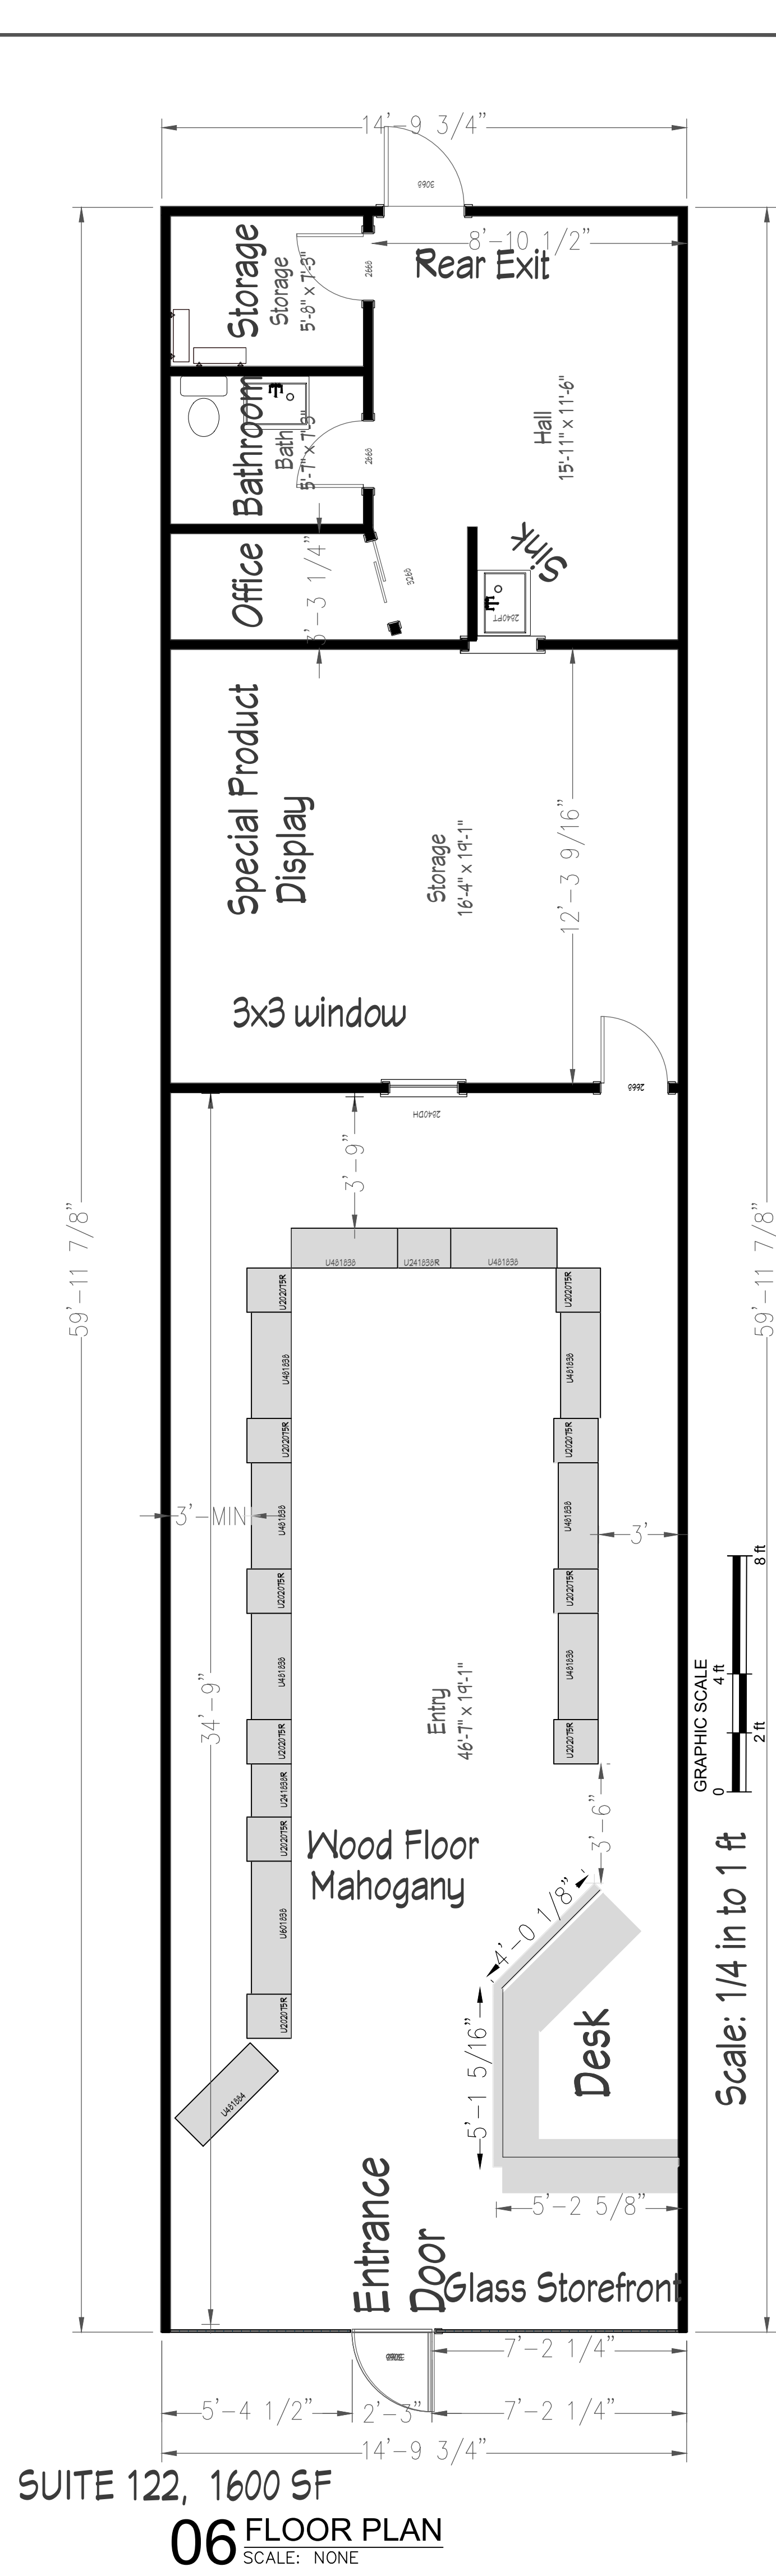 14'-9 3/4"
3068
8'-10 1/2"
Rear Exit
Storage
Storage
5'-8" x 7'-3"
2668
Bathroom
Bath
5'-7" x 7'-3"
2668
Hall
15'-11" x 11'-6"
Office
3'-3 1/4"
3268
Sink
2840PT
Special Product
Display
Storage
16'-4" x 19'-1"
12'-3 9/16"
3x3 window
2668
2840DH
3'-9"
59'-11 7/8"
59'-11 7/8"
U481838
U241838R
U481838
U202075R
U202075R
U481838
U481838
U202075R
U202075R
U481838
U481838
3'-MIN
3'
U202075R
U202075R
U481838
U481838
34'-9"
Entry
46'-7" x 19'-1"
U202075R
U202075R
U241838R
U202075R
3'-6"
Wood Floor
Mahogany
U601838
U202075R
4'-0 1/8"
5'-1 5/16"
Desk
U481884
5'-2 5/8"
Entrance
Door
Glass Storefront
GRAPHIC SCALE
0
2 ft
4 ft
8 ft
Scale: 1/4 in to 1 ft
7'-2 1/4"
5'-4 1/2"
2'-3"
7'-2 1/4"
14'-9 3/4"
SUITE 122, 1600 SF
06 FLOOR PLAN
SCALE: NONE